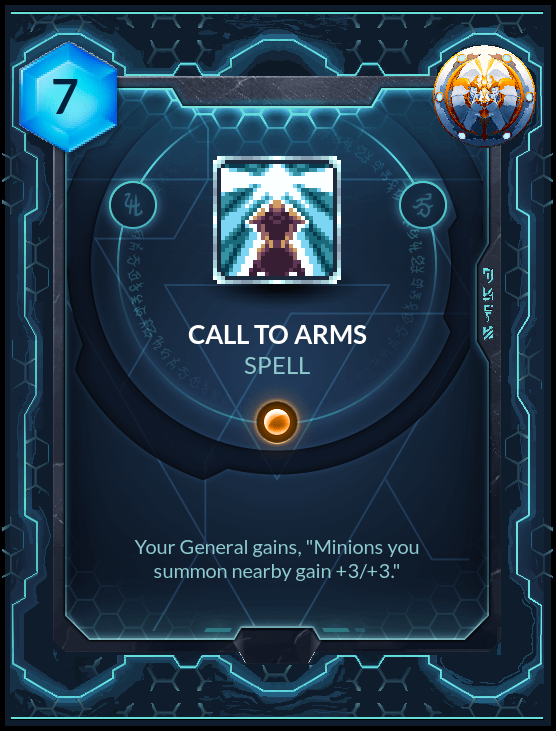 7
CALL TO ARMS
SPELL
Your General gains, "Minions you
summon nearby gain +3/+3."